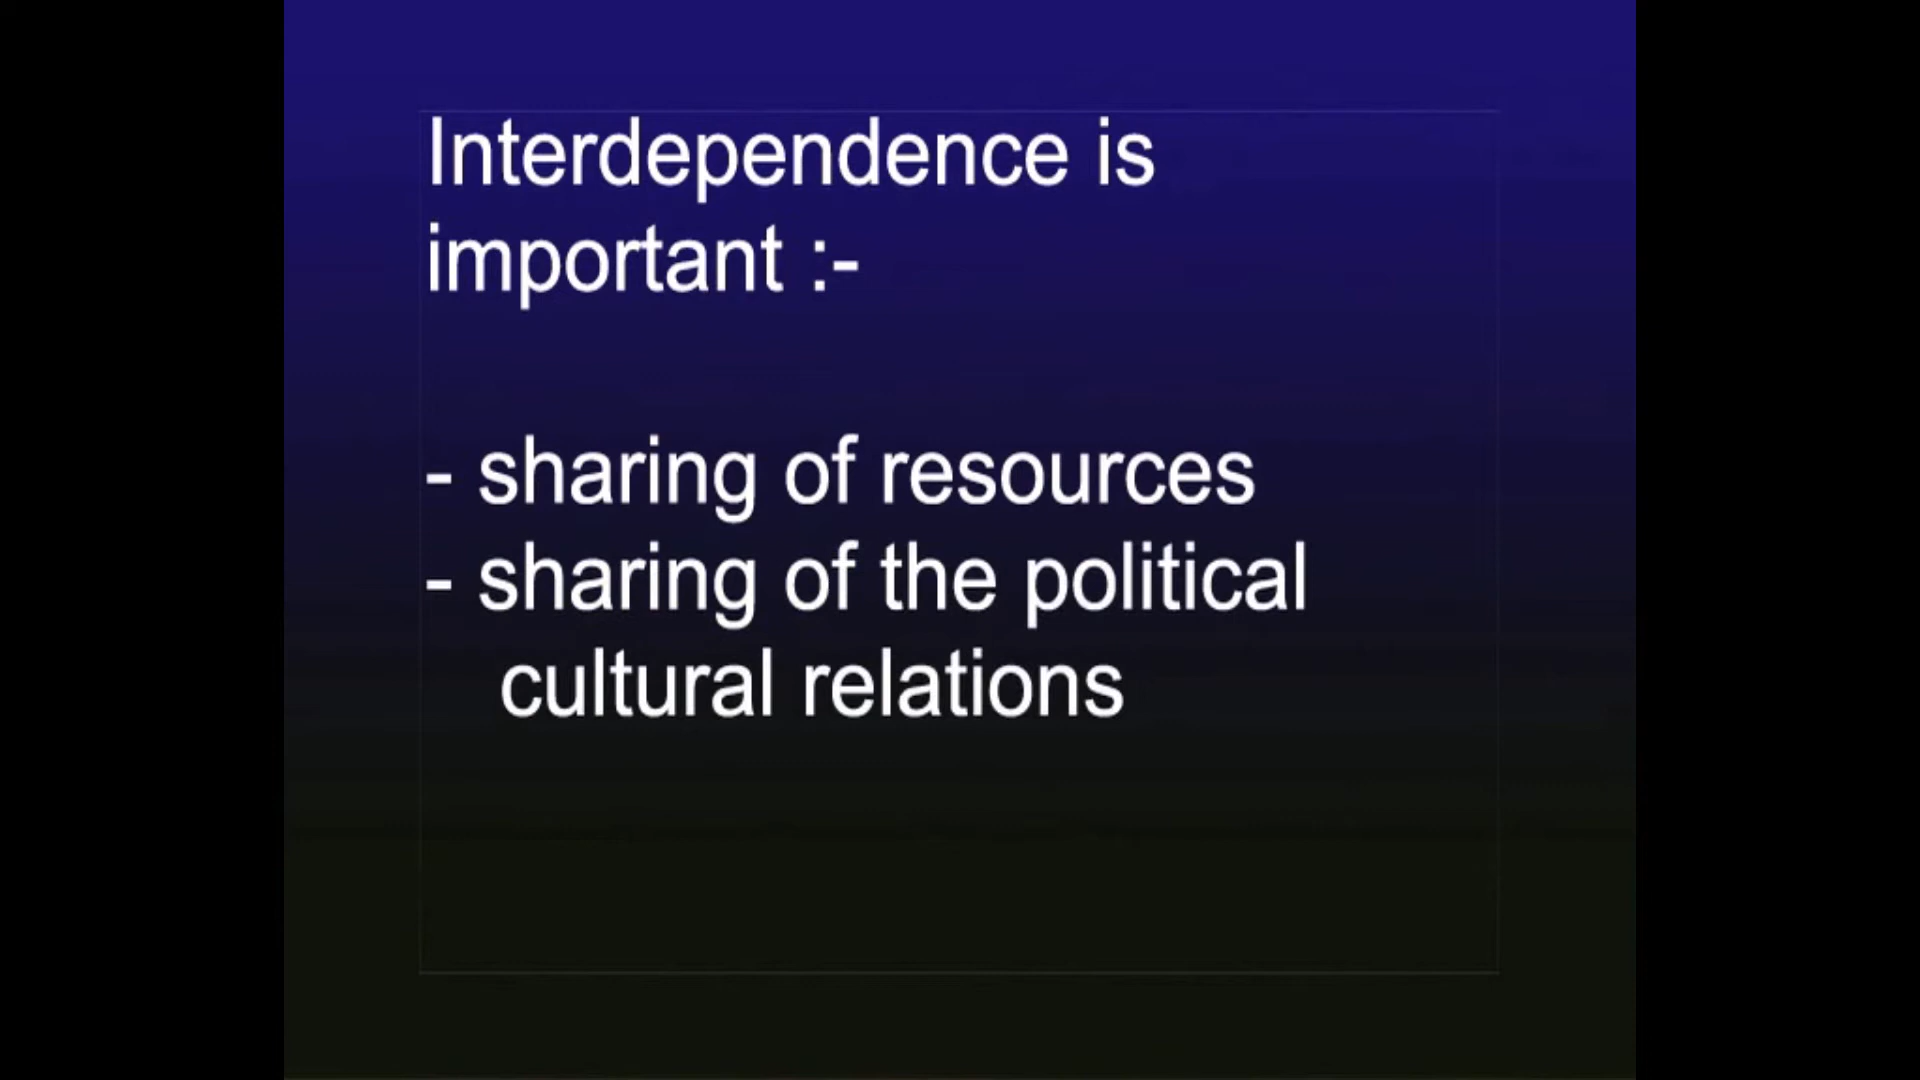 Interdependence is
important :-
- sharing of resources
- sharing of the political
cultural relations